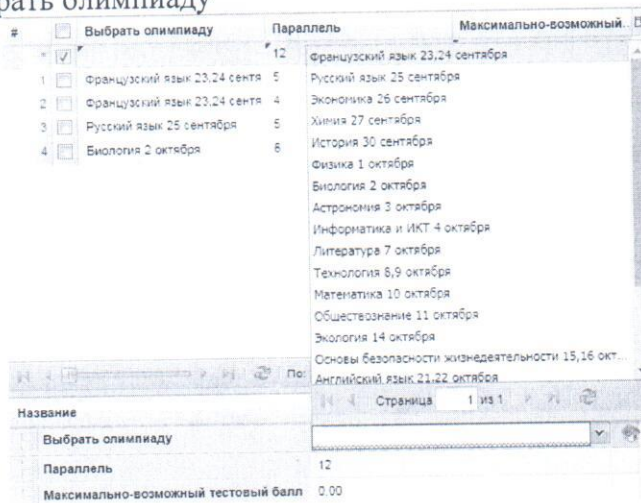 рать олимпиаду
# Выбрать олимпиаду Параллель Максимально-возможный...
* 12
1 Французский язык 23,24 сентя 5
2 Французский язык 23,24 сентя 4
3 Русский язык 25 сентября 5
4 Биология 2 октября 6
Французский язык 23,24 сентября
Русский язык 25 сентября
Экономика 26 сентября
Химия 27 сентября
История 30 сентября
Физика 1 октября
Биология 2 октября
Астрономия 3 октября
Информатика и ИКТ 4 октября
Литература 7 октября
Технология 8,9 октября
Математика 10 октября
Обществознание 11 октября
Экология 14 октября
Основы безопасности жизнедеятельности 15,16 окт...
Английский язык 21,22 октября
По:
Страница 1 из 1
Название
Выбрать олимпиаду
Параллель 12
Максимально-возможный тестовый балл 0.00